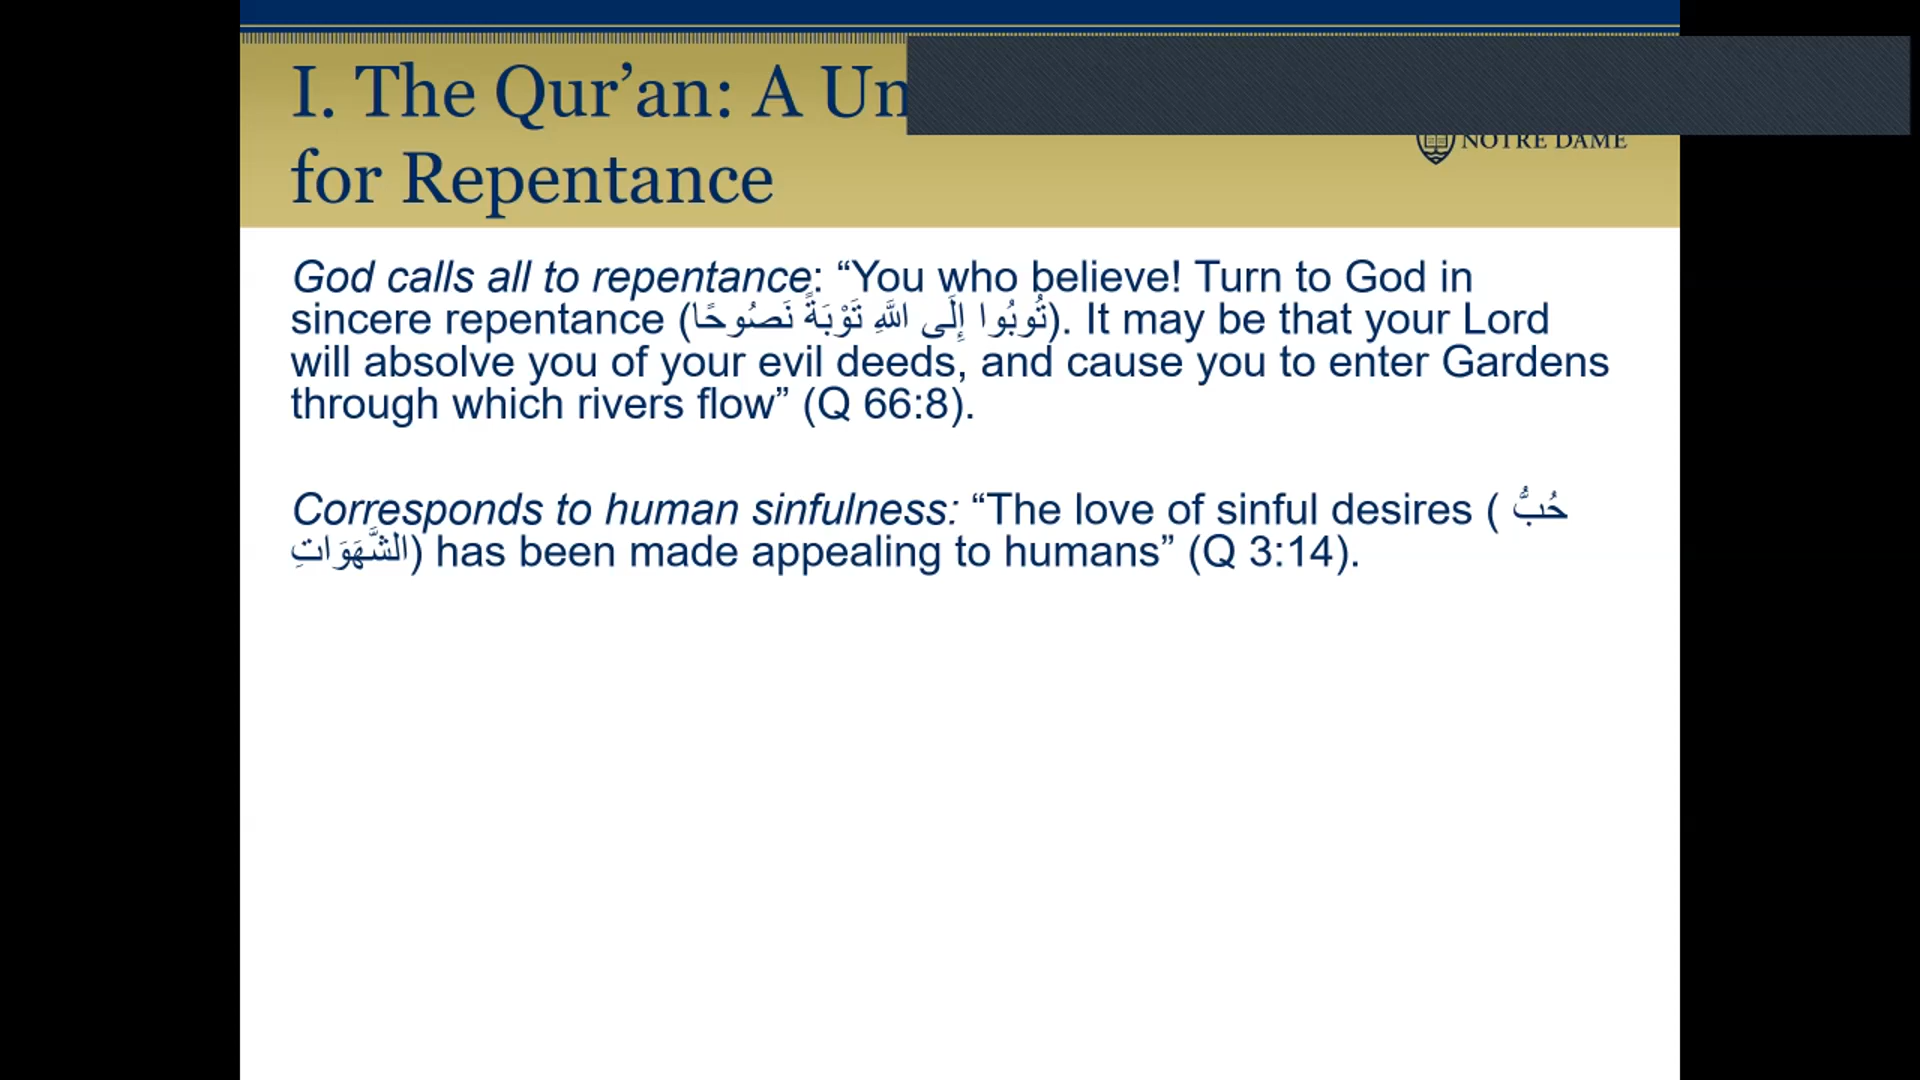 I. The Qur’an: A Un
for Repentance
NOTRE DAME
God calls all to repentance: “You who believe! Turn to God in
sincere repentance (تُوبُوا إِلَى اللَّهِ تَوْبَةً نَصُوحًا). It may be that your Lord
will absolve you of your evil deeds, and cause you to enter Gardens
through which rivers flow” (Q 66:8).
Corresponds to human sinfulness: “The love of sinful desires ( حُبُّ
الشَّهَوَاتِ) has been made appealing to humans” (Q 3:14).